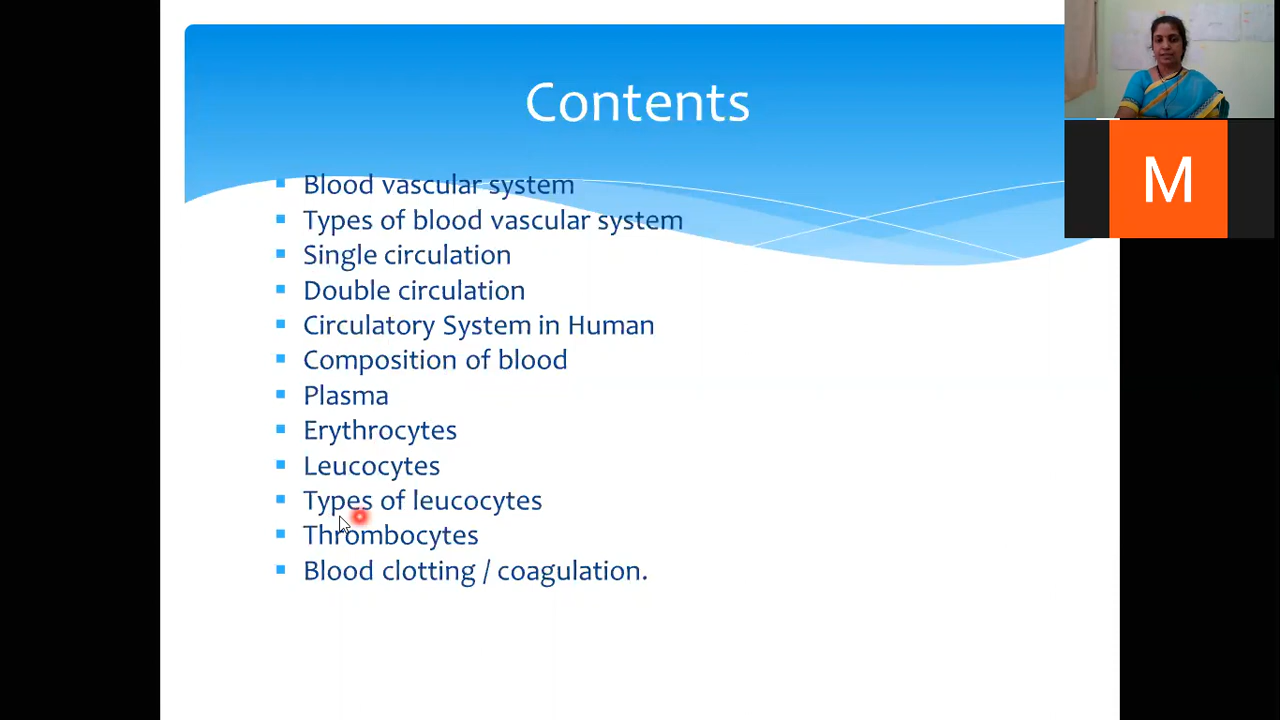 Contents
Blood vascular system
Types of blood vascular system
Single circulation
Double circulation
Circulatory System in Human
Composition of blood
Plasma
Erythrocytes
Leucocytes
Types of leucocytes
Thrombocytes
Blood clotting / coagulation.
M